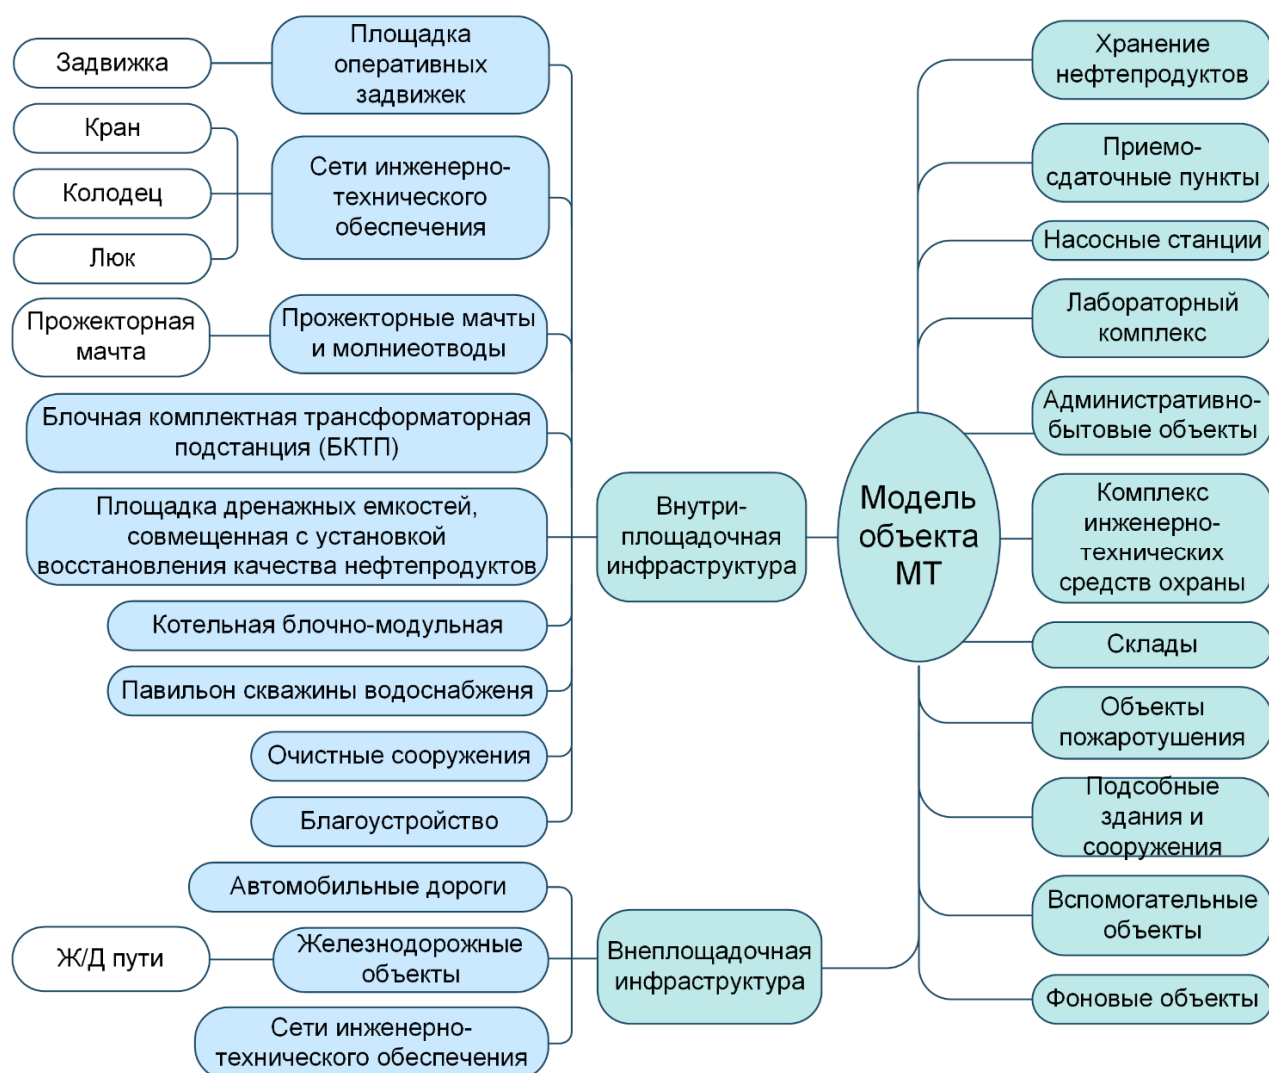 Задвижка
Площадка
оперативных
задвижек
Кран
Колодец
Люк
Сети инженерно-
технического
обеспечения
Прожекторная
мачта
Прожекторные мачты
и молниеотводы
Блочная комплектная трансформаторная
подстанция (БКТП)
Площадка дренажных емкостей,
совмещенная с установкой
восстановления качества нефтепродуктов
Котельная блочно-модульная
Павильон скважины водоснабженя
Очистные сооружения
Благоустройство
Автомобильные дороги
Ж/Д пути
Железнодорожные
объекты
Сети инженерно-
технического обеспечения
Внутри-
площадочная
инфраструктура
Внеплощадочная
инфраструктура
Модель
объекта
МТ
Хранение
нефтепродуктов
Приемо-
сдаточные пункты
Насосные станции
Лабораторный
комплекс
Административно-
бытовые объекты
Комплекс
инженерно-
технических
средств охраны
Склады
Объекты
пожаротушения
Подсобные
здания и
сооружения
Вспомогательные
объекты
Фоновые объекты